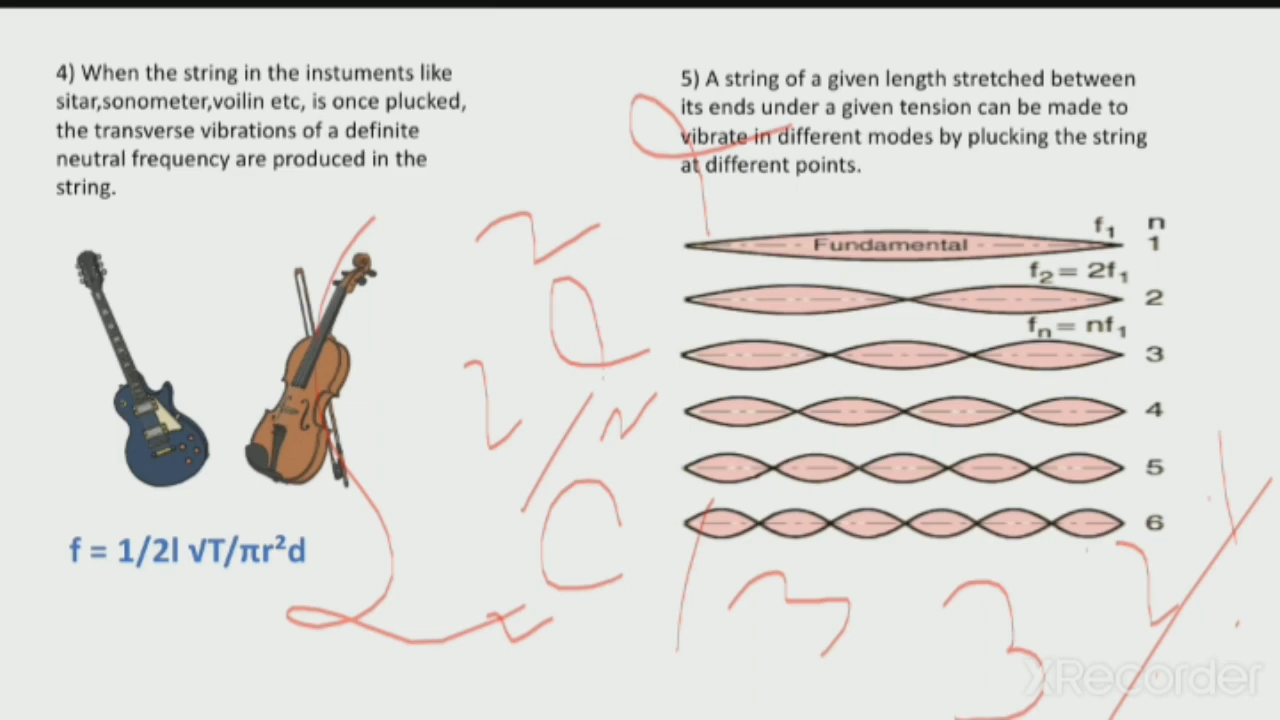 4) When the string in the instuments like
sitar,sonometer,voilin etc, is once plucked,
the transverse vibrations of a definite
neutral frequency are produced in the
string.
f = 1/2l √T/πr²d
5) A string of a given length stretched between
its ends under a given tension can be made to
vibrate in different modes by plucking the string
at different points.
f₁ n
Fundamental 1
f₂= 2f₁
2
fₙ= nf₁
3
4
5
6
XRecorder